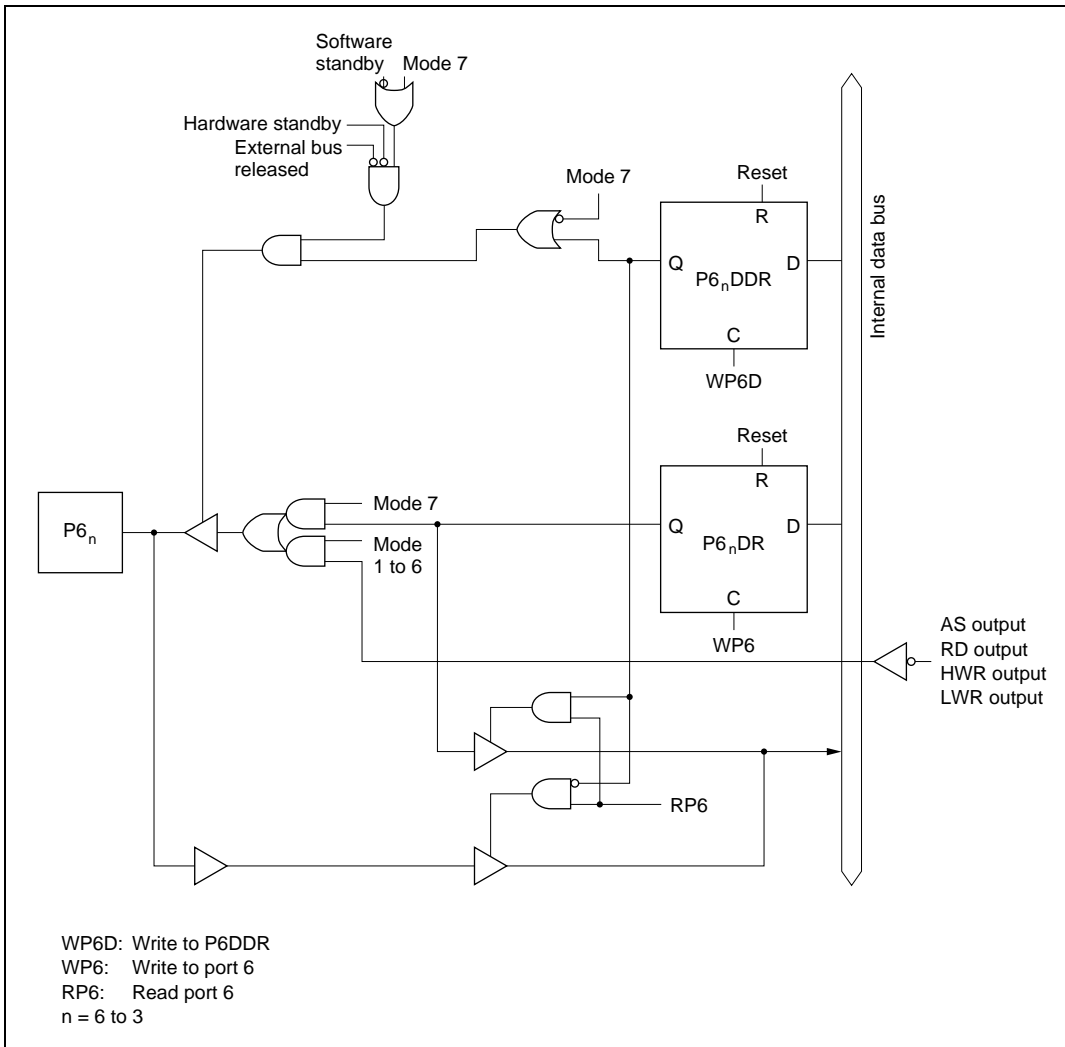 Software
standby Mode 7
Hardware standby
External bus
released
Mode 7
Reset
R
Q D
P6nDDR
C
WP6D
Internal data bus
Reset
R
P6n
Mode 7
Q D
P6nDR
Mode
1 to 6
C
WP6
AS output
RD output
HWR output
LWR output
RP6
WP6D: Write to P6DDR
WP6: Write to port 6
RP6: Read port 6
n = 6 to 3